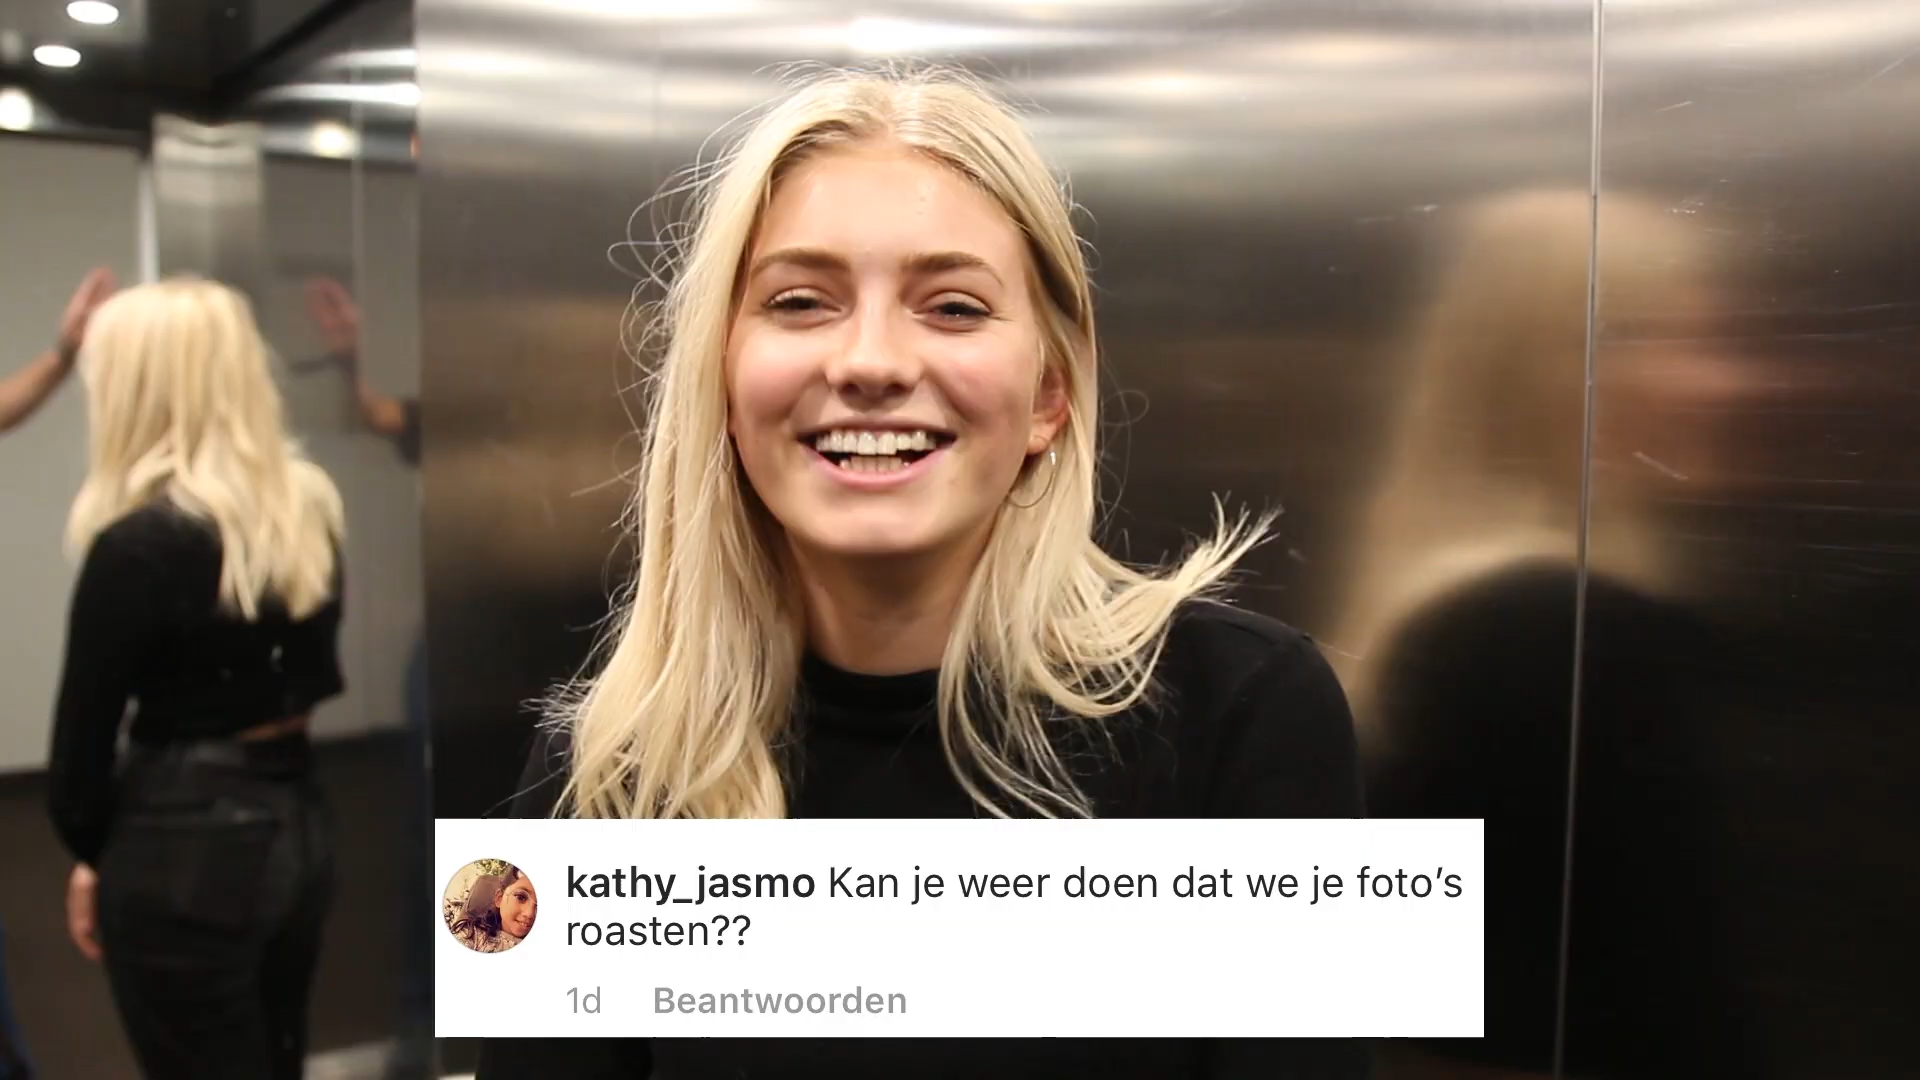 kathy_jasmo Kan je weer doen dat we je foto’s
roasten??
1d Beantwoorden